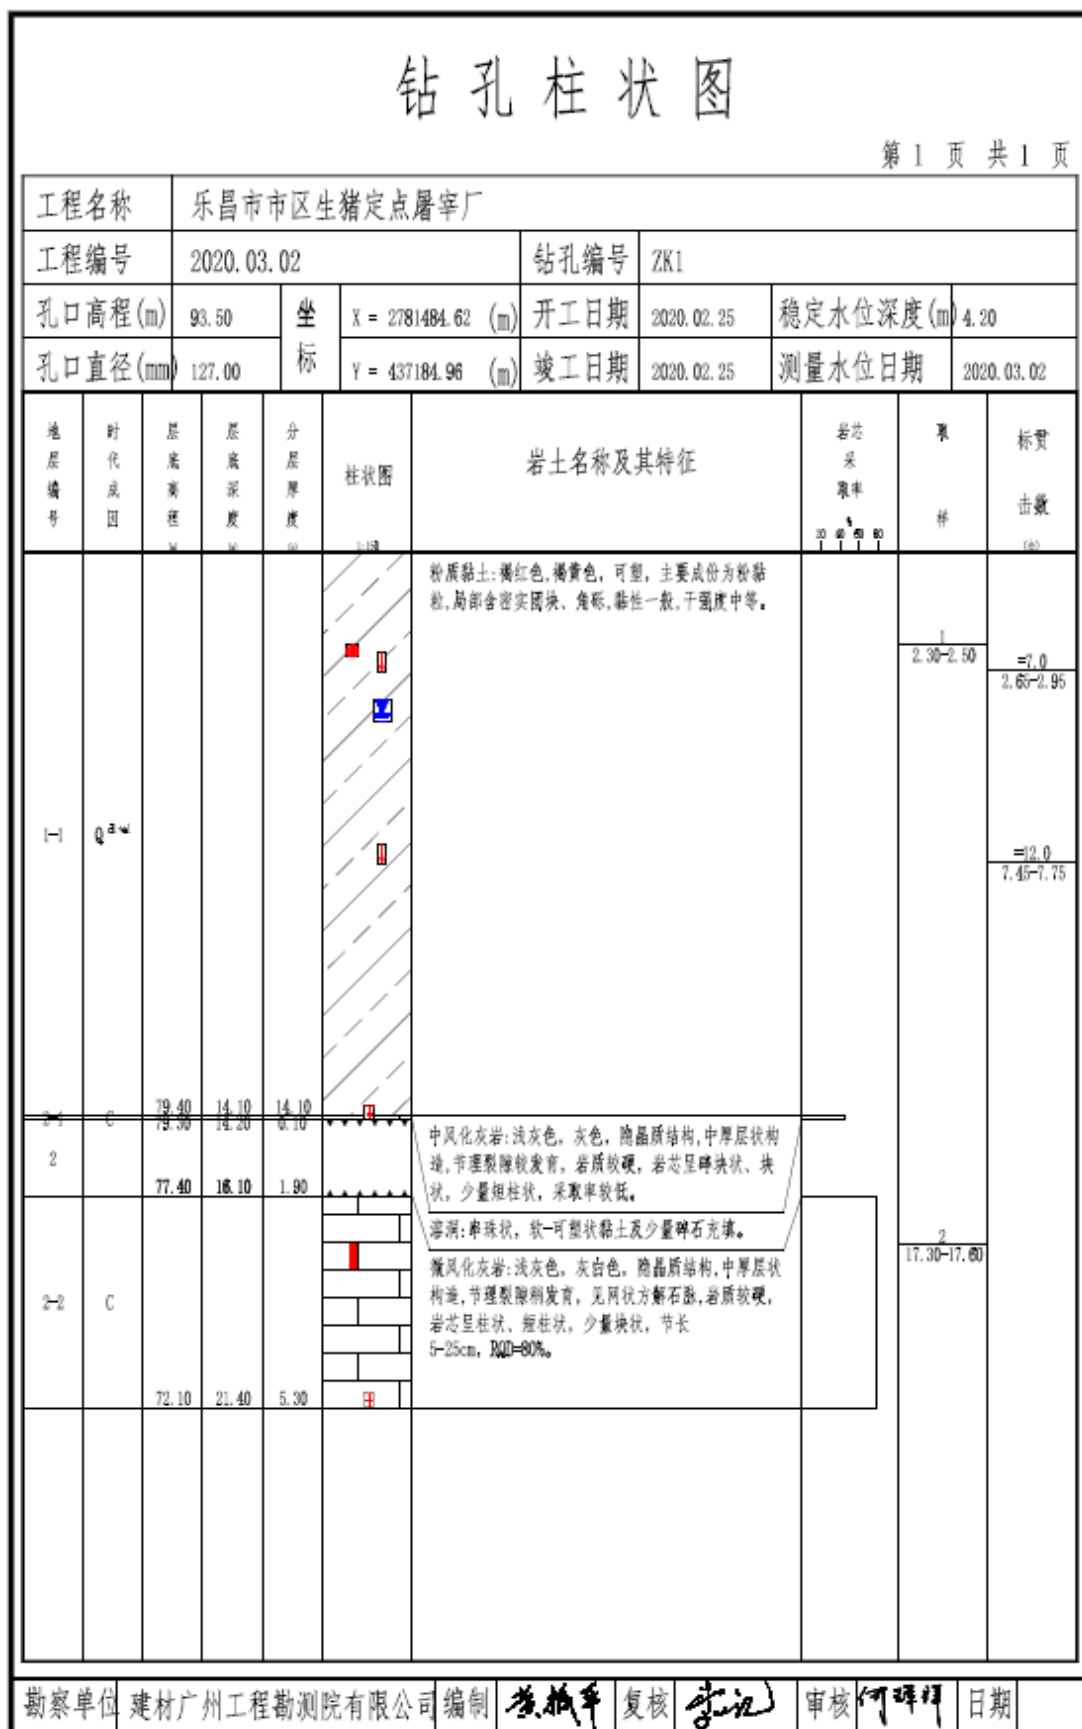 钻孔柱状图
第 1 页 共 1 页
工程名称 乐昌市市区生猪定点屠宰厂
工程编号 2020.03.02 钻孔编号 ZK1
孔口高程(m) 93.50 坐标 X = 2781484.62 (m) 开工日期 2020.02.25 稳定水位深度(m) 4.20
孔口直径(mm) 127.00 Y = 437184.96 (m) 竣工日期 2020.02.25 测量水位日期 2020.03.02
地层编号 时代成因 层底高程 层底深度 分层厚度 柱状图 岩土名称及其特征 岩芯采取率 % 取样 标贯击数
1:150 20 40 60 80
粉质黏土:褐红色,褐黄色，可塑，主要成份为粉黏
粒,局部含密实团块、角砾,黏性一般,干强度中等。
1
2.30-2.50
=7.0
2.65-2.95
1-1 Q
=12.0
7.45-7.75
79.40 14.10 14.10
2-1 C 79.30 14.20 0.10
中风化灰岩:浅灰色，灰色，隐晶质结构,中厚层状构
造,节理裂隙较发育，岩质较硬，岩芯呈碎块状、块
状，少量短柱状，采取率较低。
2
77.40 16.10 1.90
溶洞:串珠状，软-可塑状黏土及少量碎石充填。
2
17.30-17.60
微风化灰岩:浅灰色，灰白色，隐晶质结构,中厚层状
构造,节理裂隙稍发育，见网状方解石脉,岩质较硬，
岩芯呈柱状、短柱状，少量块状，节长
5-25cm，RQD=80%。
2-2 C
72.10 21.40 5.30
勘察单位 建材广州工程勘测院有限公司 编制 复核 审核 日期